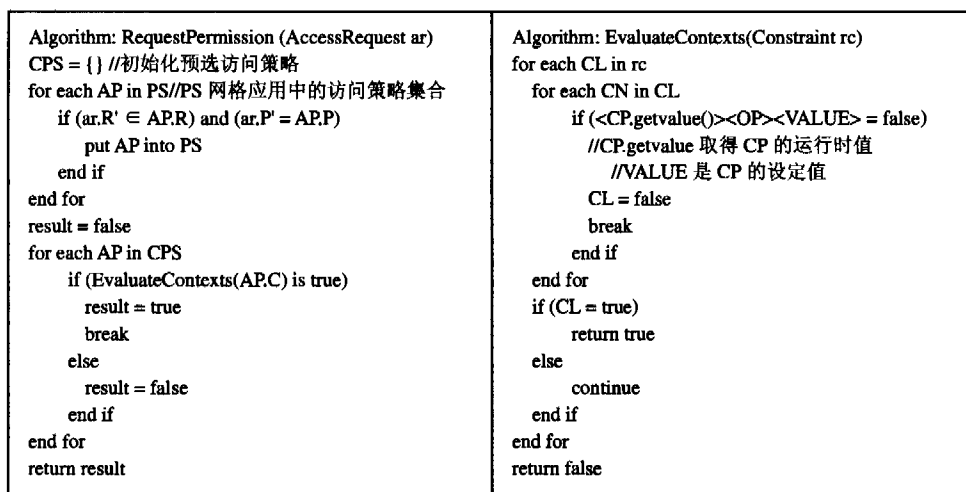 Algorithm: RequestPermission (AccessRequest ar)
CPS = { } //初始化预选访问策略
for each AP in PS//PS 网格应用中的访问策略集合
if (ar.R' ∈ AP.R) and (ar.P' = AP.P)
put AP into PS
end if
end for
result = false
for each AP in CPS
if (EvaluateContexts(AP.C) is true)
result = true
break
else
result = false
end if
end for
return result
Algorithm: EvaluateContexts(Constraint rc)
for each CL in rc
for each CN in CL
if (<CP.getvalue()><OP><VALUE> = false)
//CP.getvalue 取得 CP 的运行时值
//VALUE 是 CP 的设定值
CL = false
break
end if
end for
if (CL = true)
return true
else
continue
end if
end for
return false